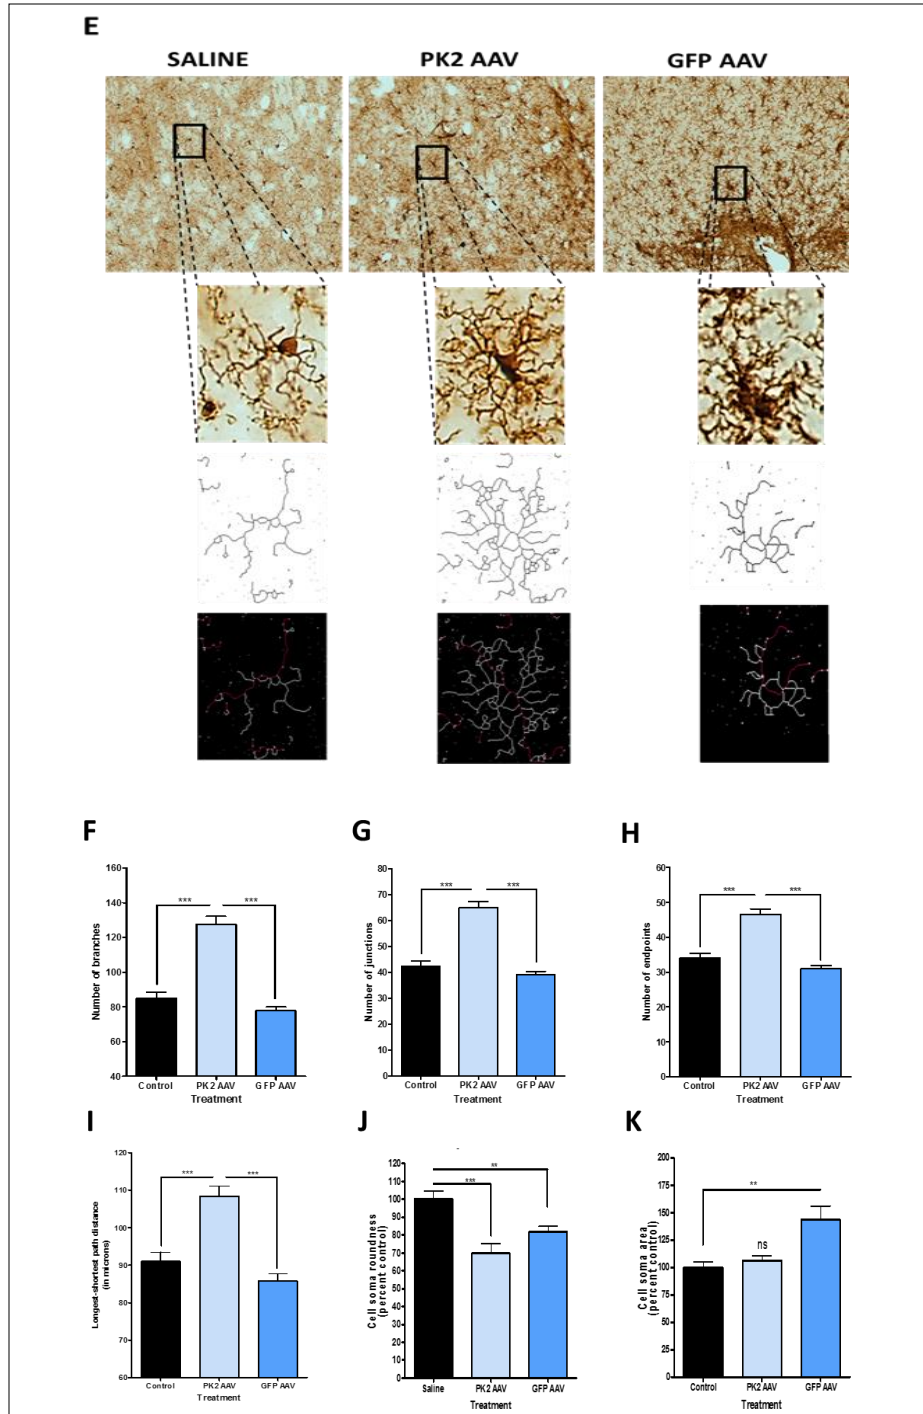 E
SALINE
PK2 AAV
GFP AAV
F
160
140
120
100
80
60
40
Number of branches
***
***
Control
PK2 AAV
GFP AAV
Treatment
G
80
70
60
50
40
30
20
10
0
Number of junctions
***
***
Control
PK2 AAV
GFP AAV
Treatment
H
60
50
40
30
20
10
0
Number of endpoints
***
***
Control
PK2 AAV
GFP AAV
Treatment
I
120
110
100
90
80
70
60
Longest-shortest path distance
(in microns)
***
***
Control
PK2 AAV
GFP AAV
Treatment
J
120
110
100
90
80
70
60
50
40
30
20
10
0
Cell soma roundness
(percent control)
**
***
Saline
PK2 AAV
GFP AAV
Treatment
K
200
175
150
125
100
75
50
25
0
Cell soma area
(percent control)
**
ns
Control
PK2 AAV
GFP AAV
Treatment